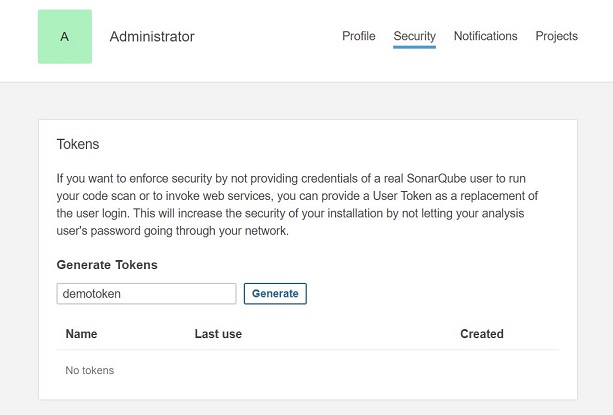 A
Administrator
Profile
Security
Notifications
Projects
Tokens
If you want to enforce security by not providing credentials of a real SonarQube user to run
your code scan or to invoke web services, you can provide a User Token as a replacement of
the user login. This will increase the security of your installation by not letting your analysis
user's password going through your network.
Generate Tokens
demotoken
Generate
Name
Last use
Created
No tokens